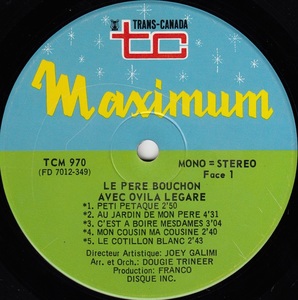 TRANS-CANADA
tc
Maximum
TCM 970
(FD 7012-349)
MONO = STEREO
Face 1
LE PERE BOUCHON
AVEC OVILA LEGARE
*1. PETI PETAQUE 2'50
*2. AU JARDIN DE MON PERE 4'31
*3. C'EST A BOIRE MESDAMES 3'04
*4. MON COUSIN MA COUSINE 2'40
*5. LE COTILLON BLANC 2'43
Directeur Artistique: JOEY GALIMI
Arr. et Orch.: DOUGIE TRINEER
Production: FRANCO
DISQUE INC.